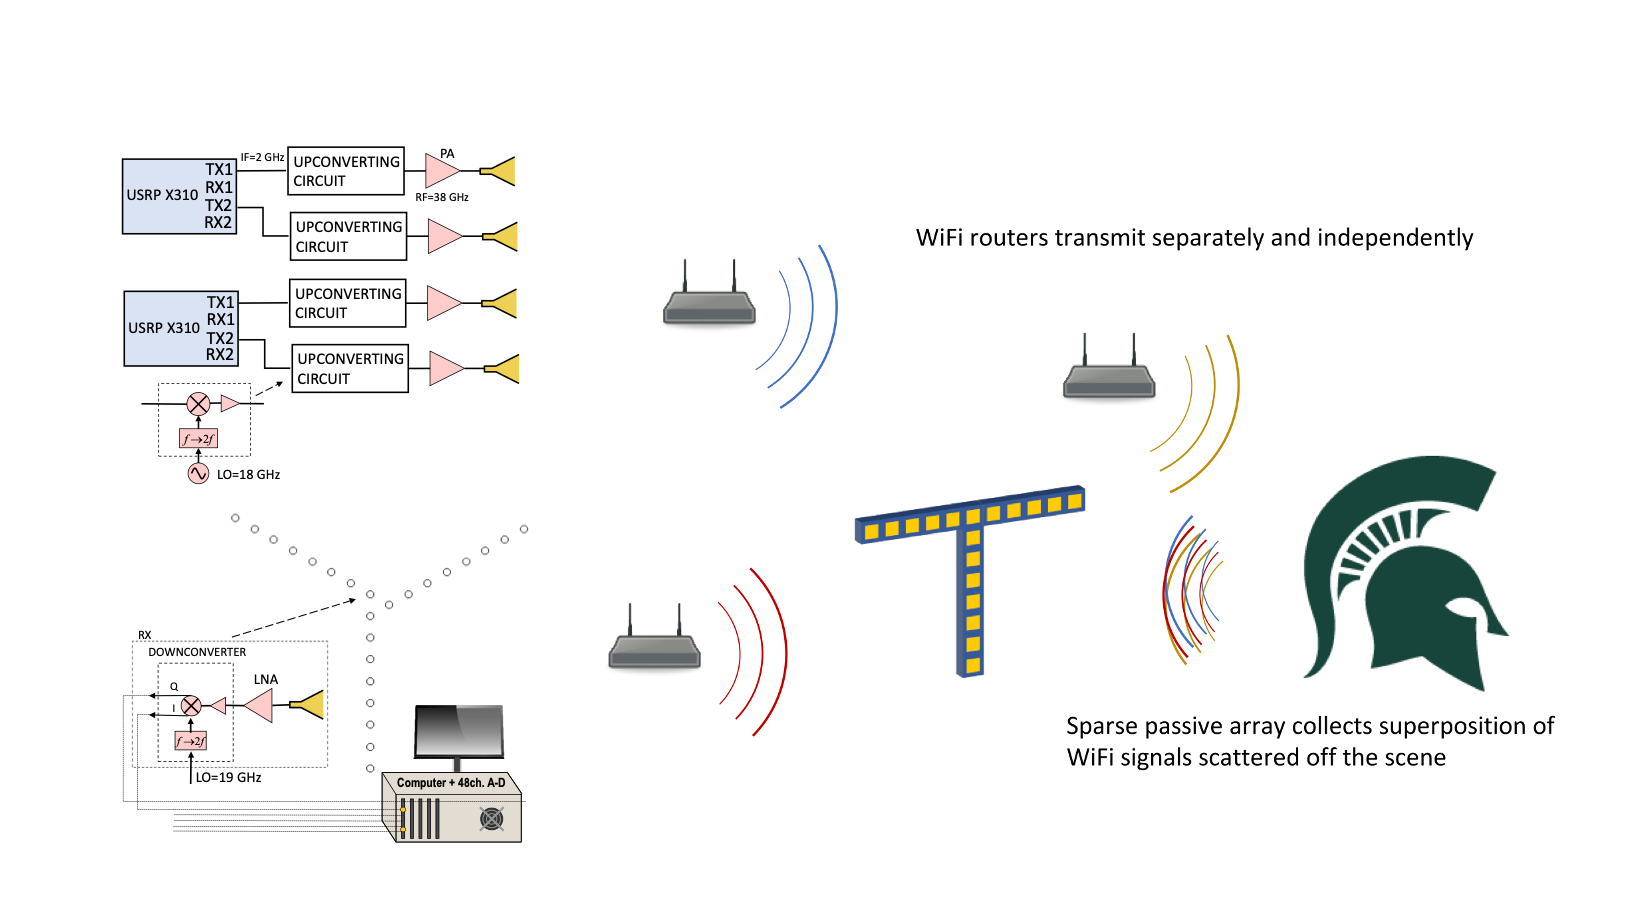 IF=2 GHz
UPCONVERTING
CIRCUIT
PA
RF=38 GHz
USRP X310
TX1
RX1
TX2
RX2
UPCONVERTING
CIRCUIT
USRP X310
TX1
RX1
TX2
RX2
UPCONVERTING
CIRCUIT
UPCONVERTING
CIRCUIT
f→2f
LO=18 GHz
RX
DOWNCONVERTER
Q
I
LNA
f→2f
LO=19 GHz
Computer + 48ch. A-D
WiFi routers transmit separately and independently
Sparse passive array collects superposition of
WiFi signals scattered off the scene